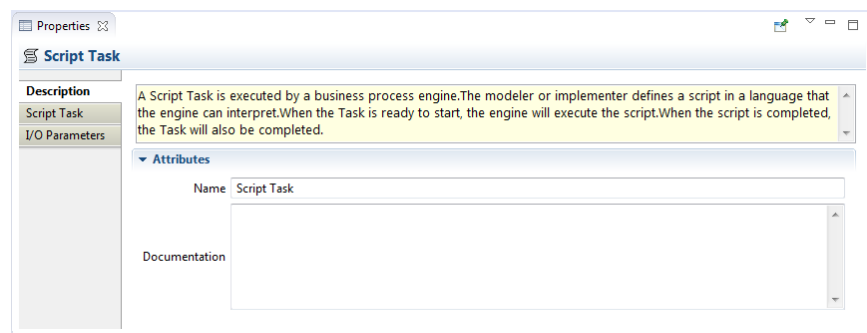 Properties
Script Task
Description
Script Task
I/O Parameters
A Script Task is executed by a business process engine.The modeler or implementer defines a script in a language that
the engine can interpret.When the Task is ready to start, the engine will execute the script.When the script is completed,
the Task will also be completed.
Attributes
Name Script Task
Documentation